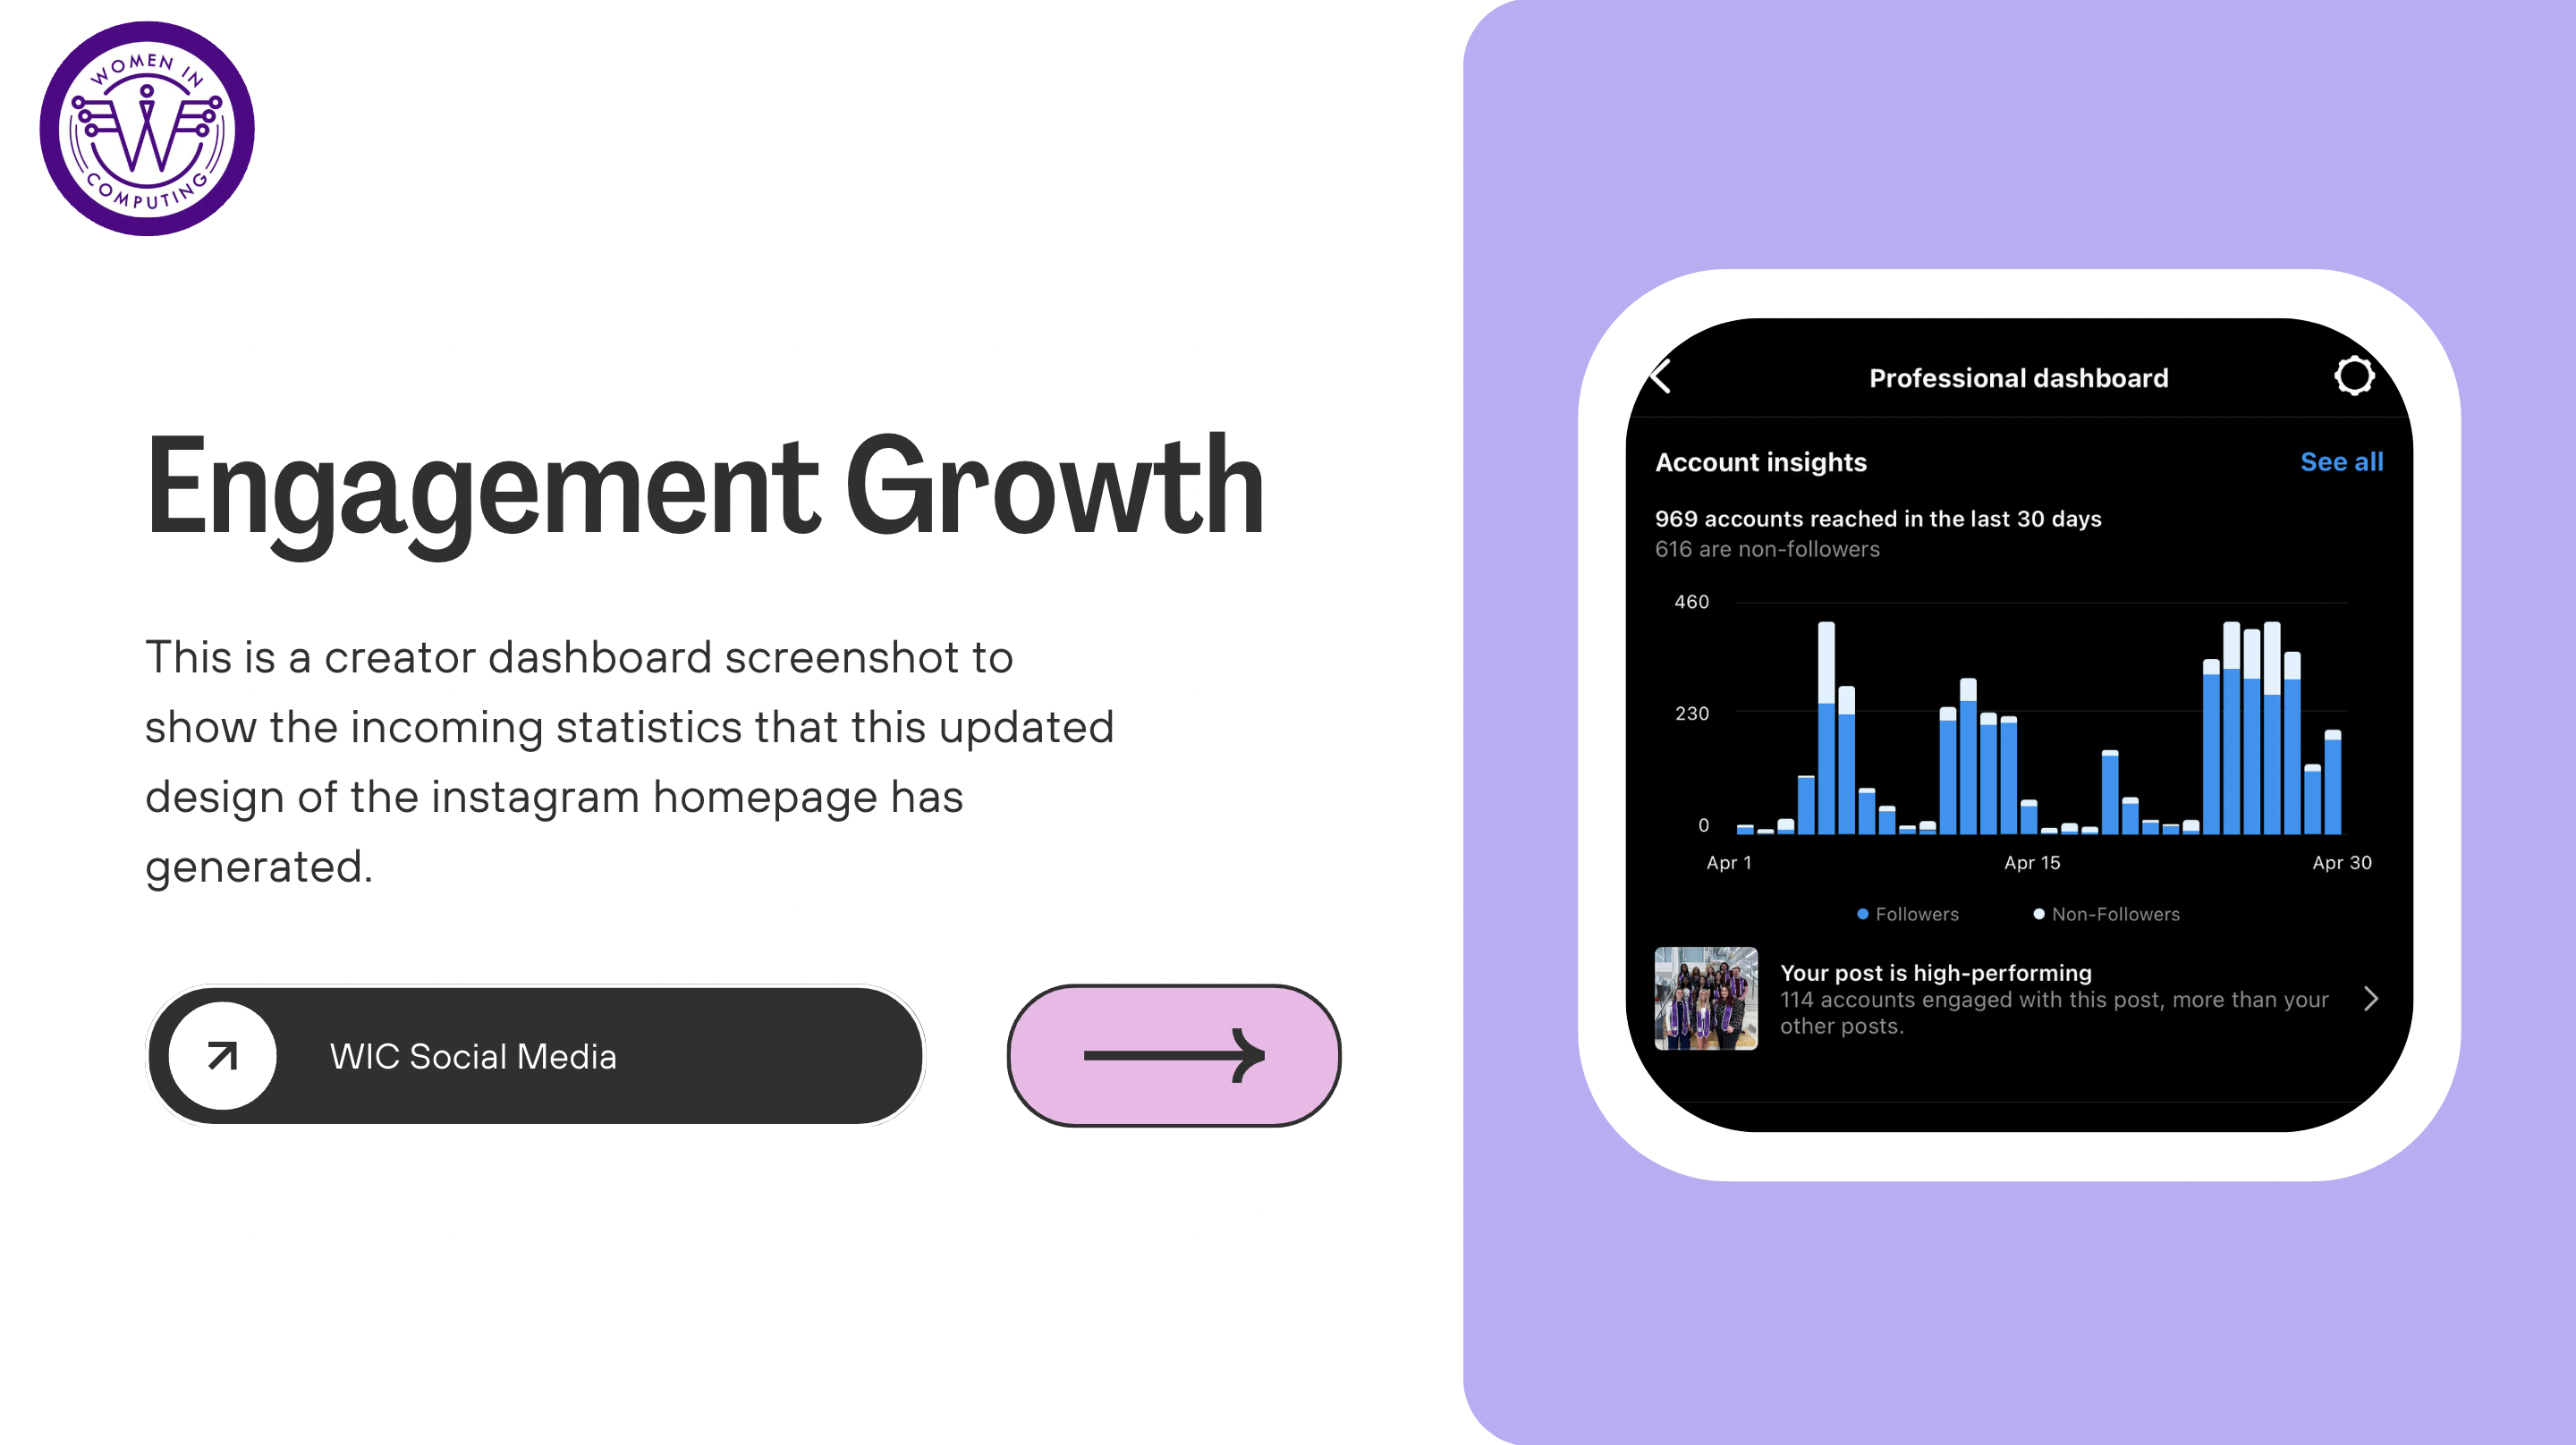 WOMEN IN
COMPUTING
Engagement Growth
This is a creator dashboard screenshot to
show the incoming statistics that this updated
design of the instagram homepage has
generated.
WIC Social Media
Professional dashboard
Account insights
See all
969 accounts reached in the last 30 days
616 are non-followers
460
230
0
Apr 1
Apr 15
Apr 30
Followers
Non-Followers
Your post is high-performing
114 accounts engaged with this post, more than your
other posts.